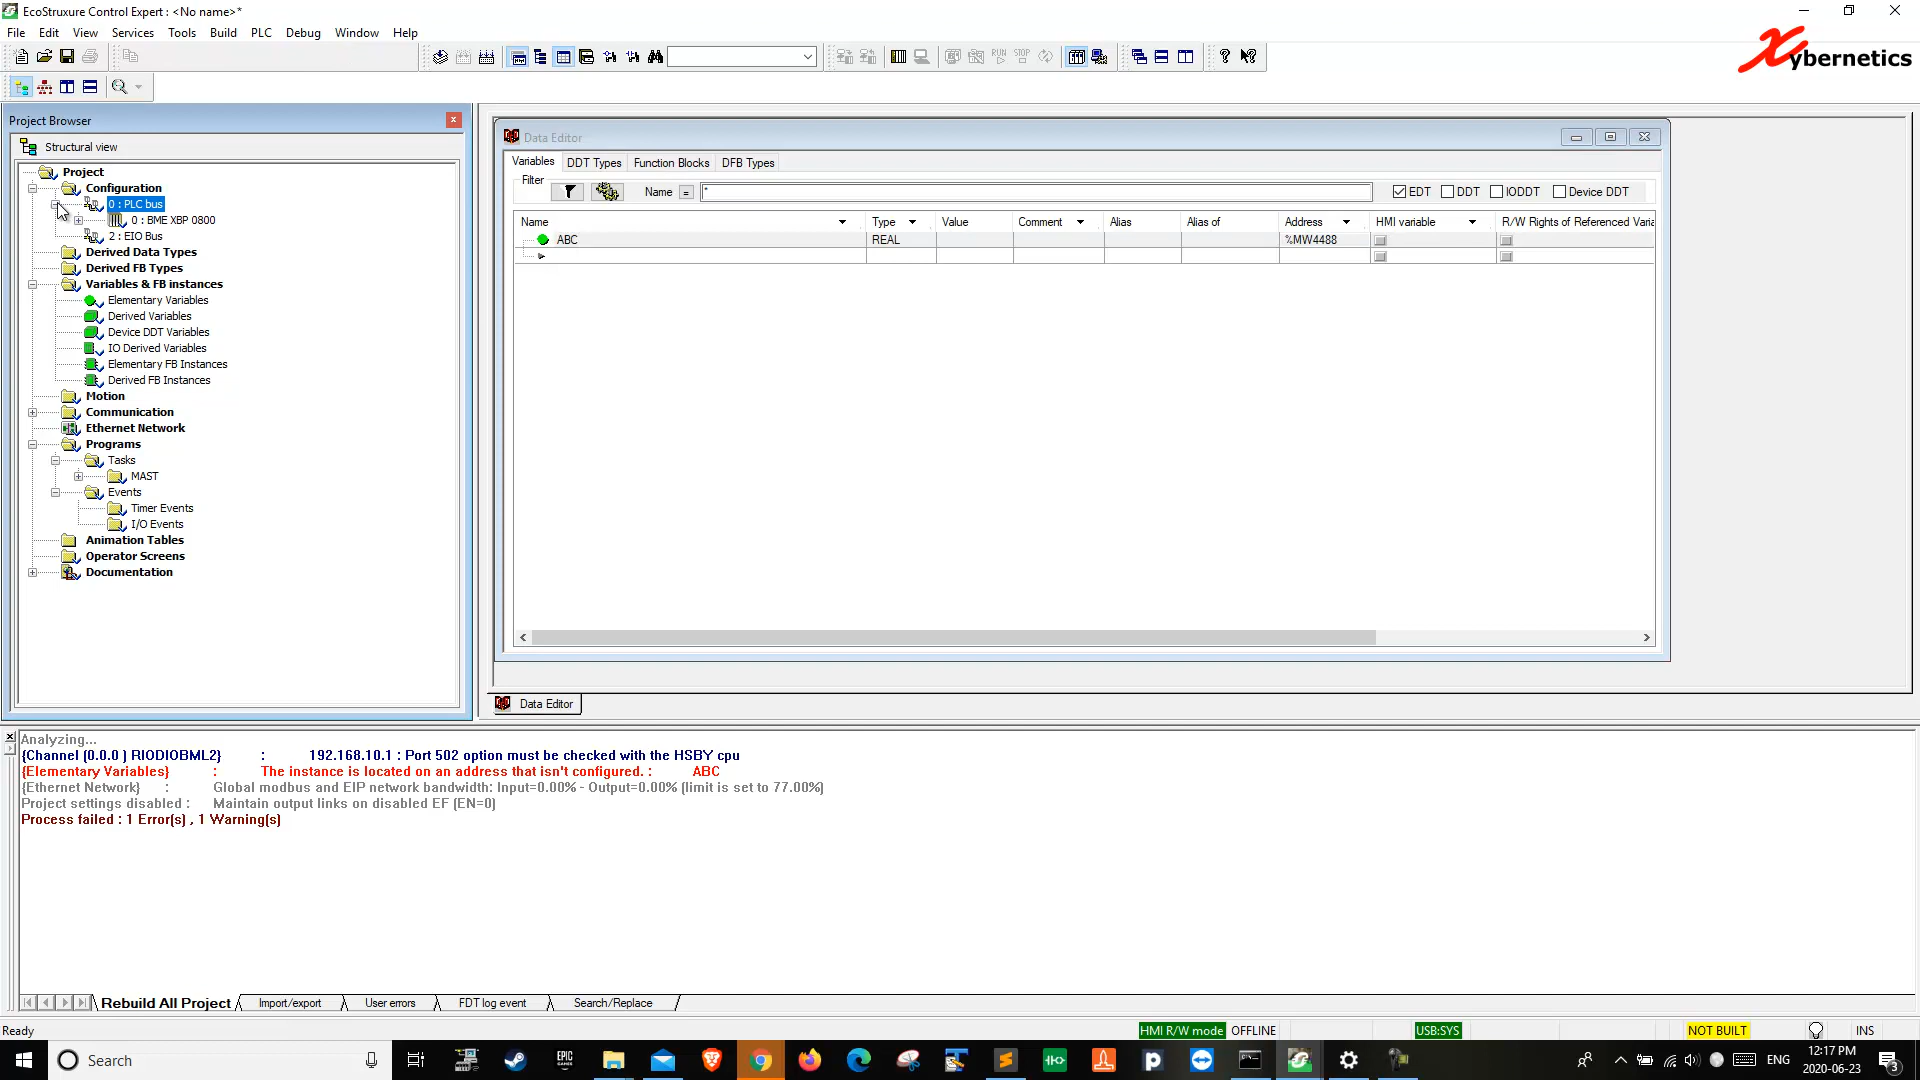 EcoStruxure Control Expert : <No name>*
File Edit View Services Tools Build PLC Debug Window Help
Xybernetics
Project Browser
Structural view
Project
Configuration
0 : PLC bus
0 : BME XBP 0800
2 : EIO Bus
Derived Data Types
Derived FB Types
Variables & FB instances
Elementary Variables
Derived Variables
Device DDT Variables
IO Derived Variables
Elementary FB Instances
Derived FB Instances
Motion
Communication
Ethernet Network
Programs
Tasks
MAST
Events
Timer Events
I/O Events
Animation Tables
Operator Screens
Documentation
Data Editor
Variables DDT Types Function Blocks DFB Types
Filter Name = * EDT DDT IODDT Device DDT
Name Type Value Comment Alias Alias of Address HMI variable R/W Rights of Referenced Varia
ABC REAL %MW4488
Data Editor
Analyzing...
{Channel (0.0.0 ) RIODIOBML2} : 192.168.10.1 : Port 502 option must be checked with the HSBY cpu
{Elementary Variables} : The instance is located on an address that isn't configured. : ABC
{Ethernet Network} : Global modbus and EIP network bandwidth: Input=0.00% - Output=0.00% (limit is set to 77.00%)
Project settings disabled : Maintain output links on disabled EF (EN=0)
Process failed : 1 Error(s) , 1 Warning(s)
Rebuild All Project Import/export User errors FDT log event Search/Replace
Ready HMI R/W mode OFFLINE USB:SYS NOT BUILT INS
Search
EPIC GAMES
ENG
12:17 PM
2020-06-23
3